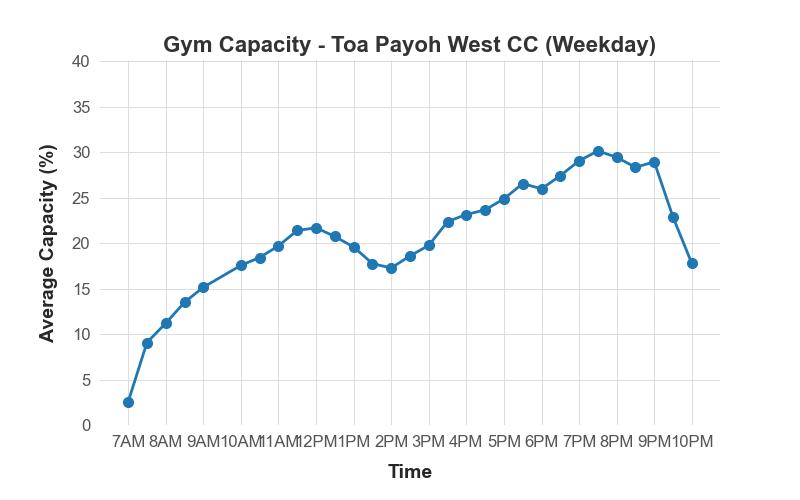 Gym Capacity - Toa Payoh West CC (Weekday)
Average Capacity (%)
40
35
30
25
20
15
10
5
0
7AM 8AM 9AM 10AM 11AM 12PM 1PM 2PM 3PM 4PM 5PM 6PM 7PM 8PM 9PM 10PM
Time